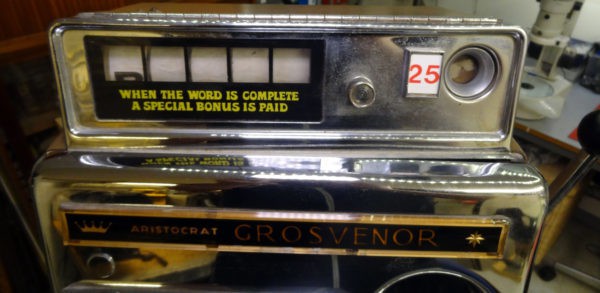 WHEN THE WORD IS COMPLETE
A SPECIAL BONUS IS PAID
25
ARISTOCRAT GROSVENOR